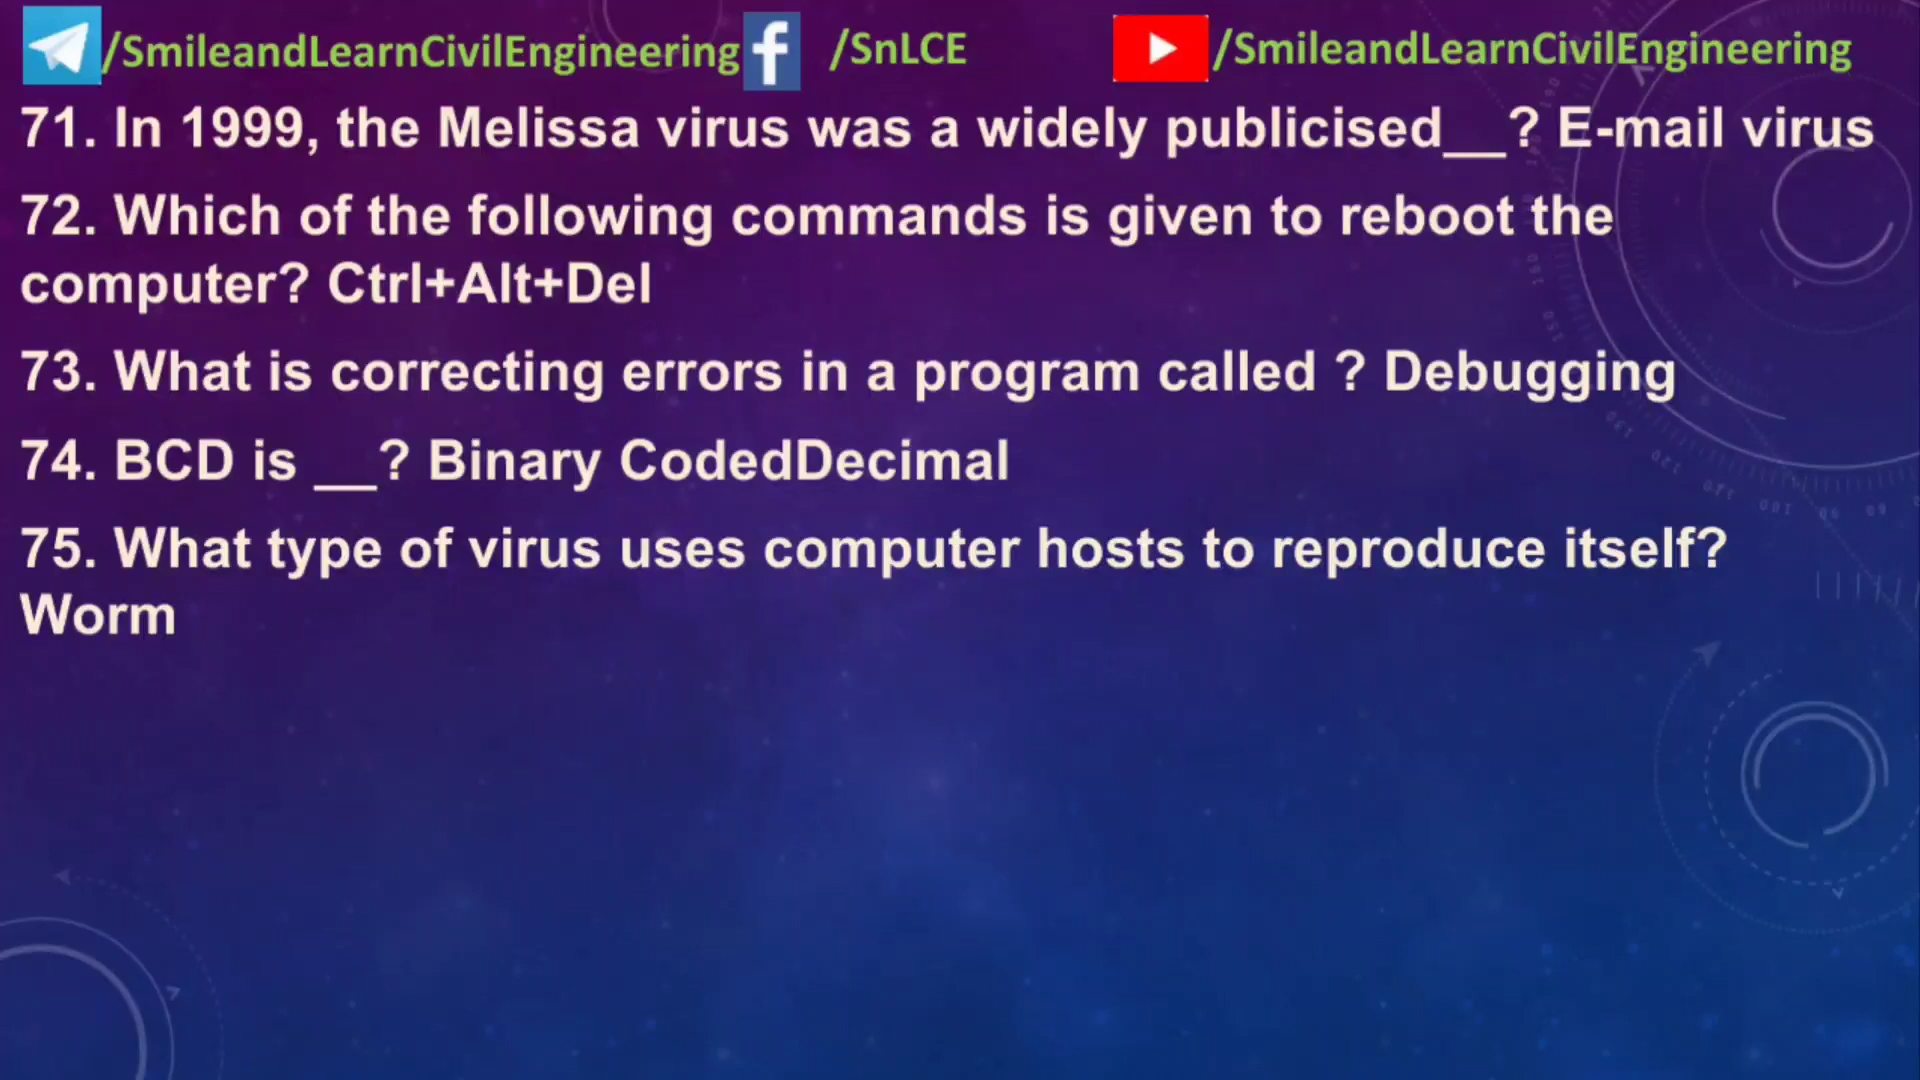 /SmileandLearnCivilEngineering /SnLCE /SmileandLearnCivilEngineering
71. In 1999, the Melissa virus was a widely publicised__? E-mail virus
72. Which of the following commands is given to reboot the
computer? Ctrl+Alt+Del
73. What is correcting errors in a program called ? Debugging
74. BCD is __? Binary CodedDecimal
75. What type of virus uses computer hosts to reproduce itself?
Worm